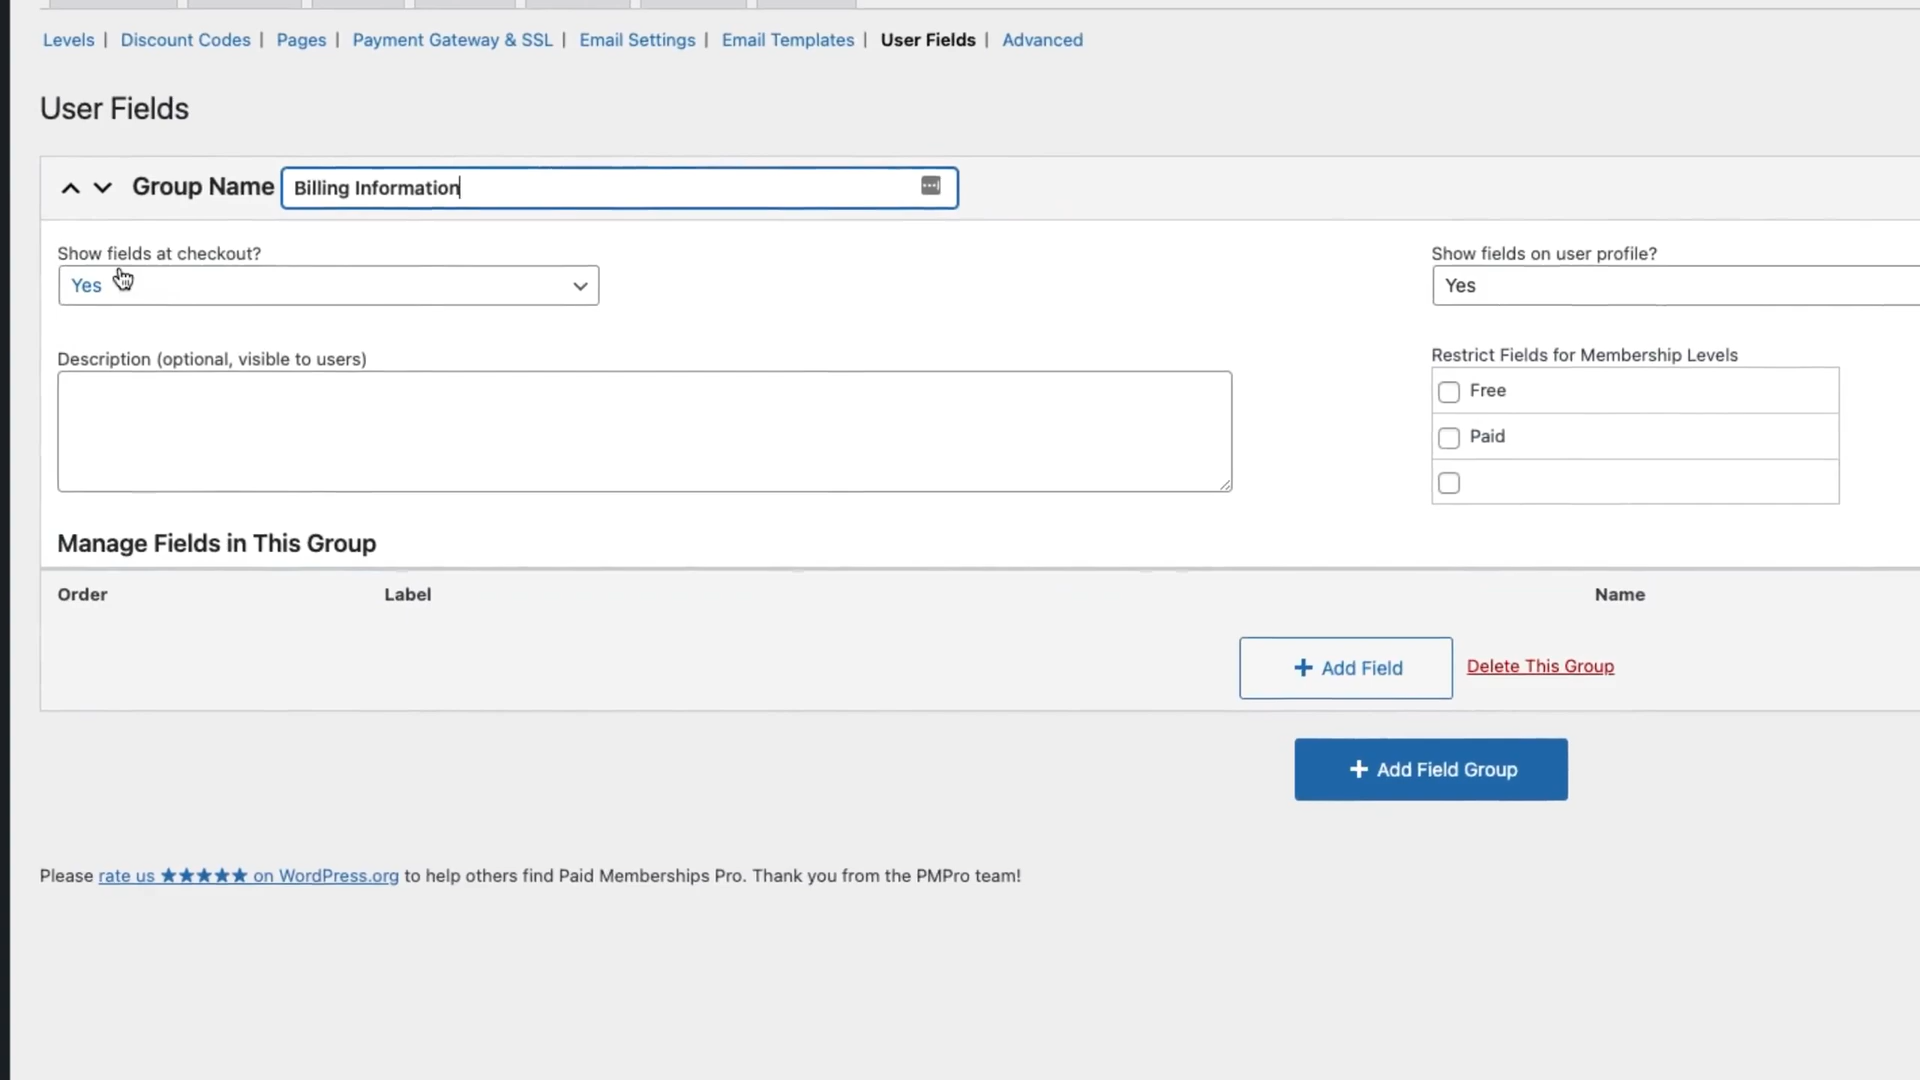 Levels | Discount Codes | Pages | Payment Gateway & SSL | Email Settings | Email Templates | User Fields | Advanced
User Fields
Group Name Billing Information
Show fields at checkout? Show fields on user profile?
Yes Yes
Description (optional, visible to users) Restrict Fields for Membership Levels
Free
Paid
Manage Fields in This Group
Order Label Name
+ Add Field Delete This Group
+ Add Field Group
Please rate us ★★★★★ on WordPress.org to help others find Paid Memberships Pro. Thank you from the PMPro team!